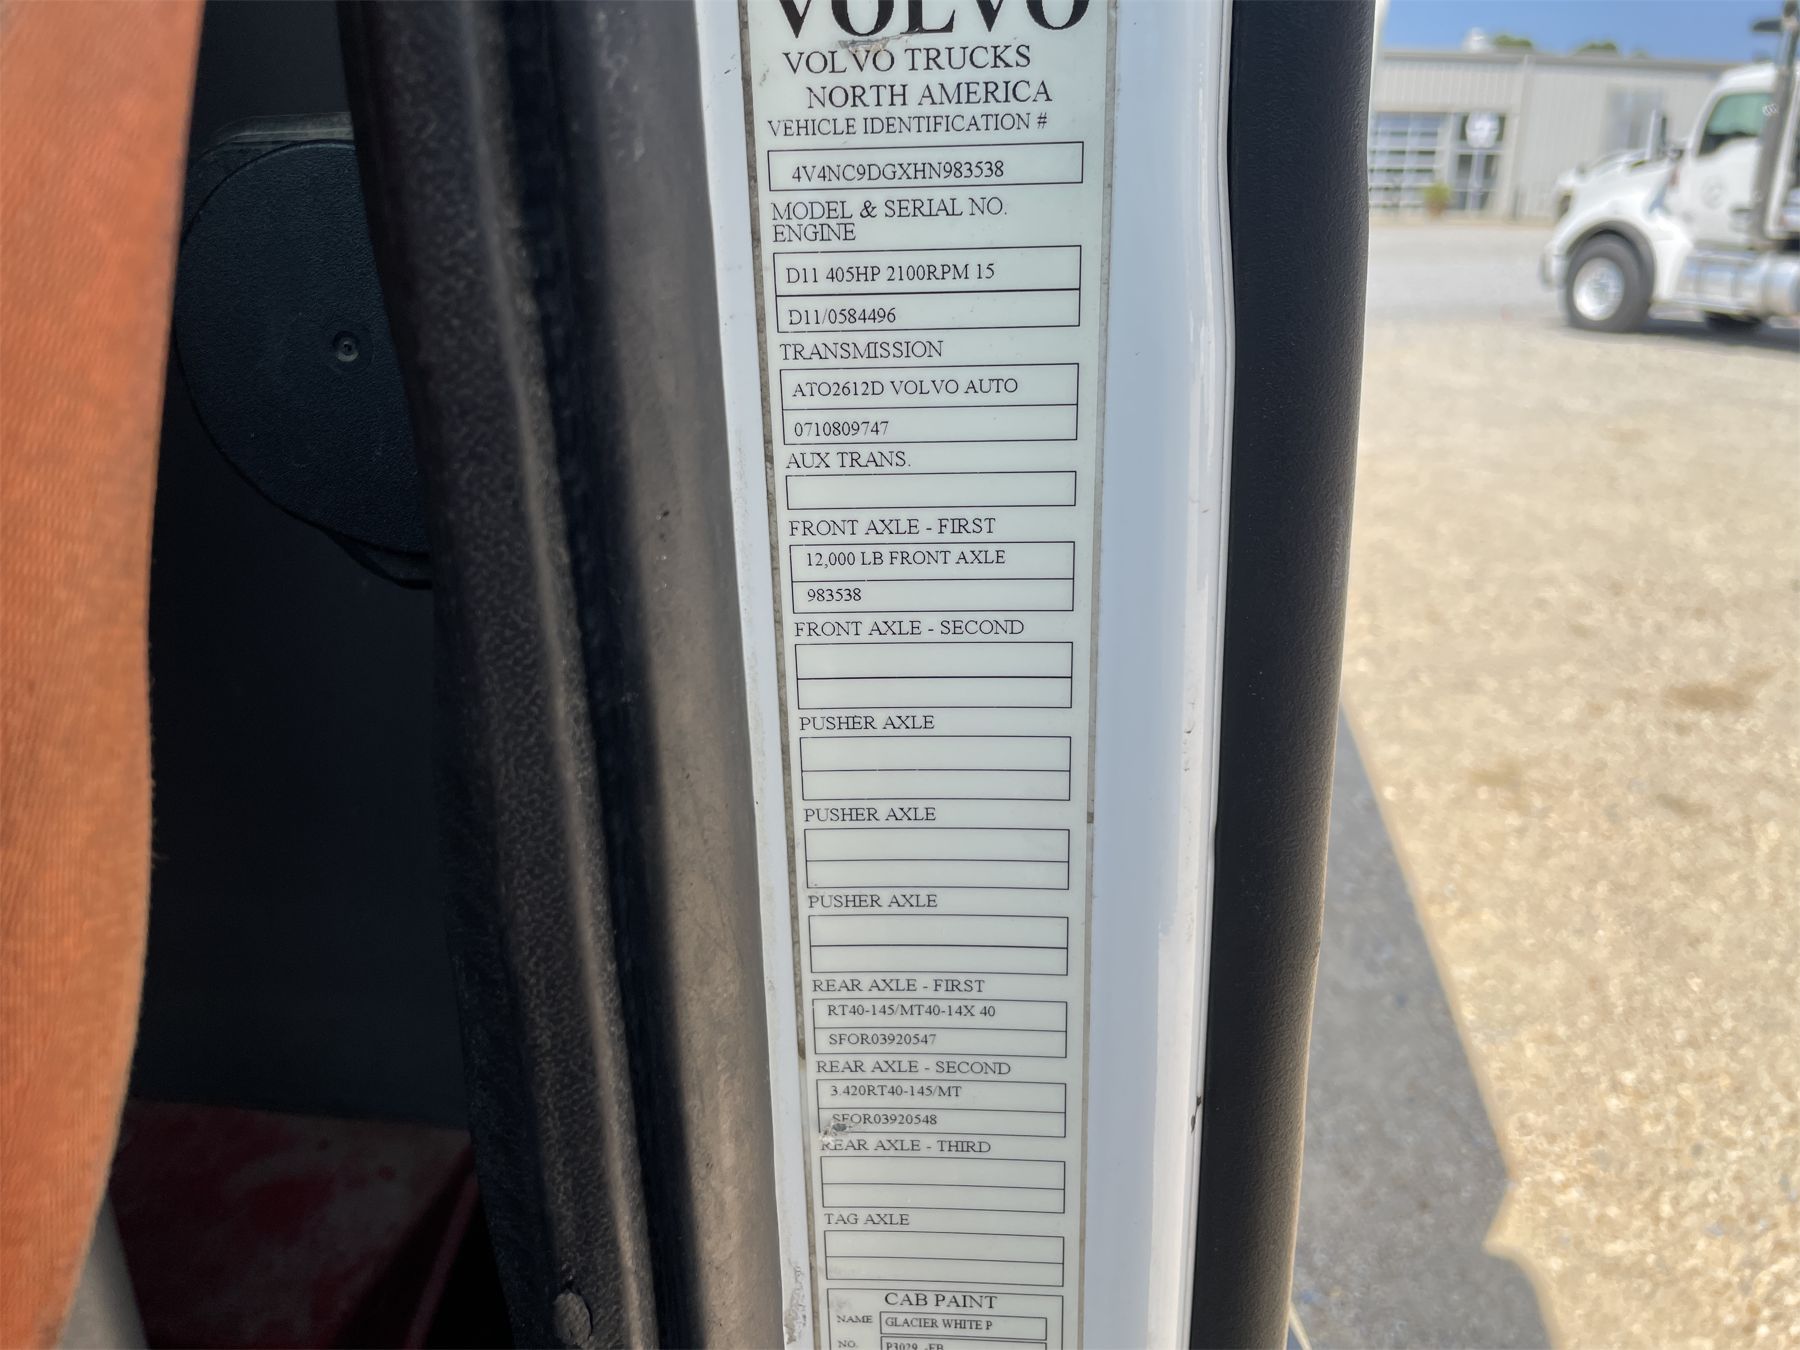 VOLVO
VOLVO TRUCKS
NORTH AMERICA
VEHICLE IDENTIFICATION #
4V4NC9DGXHN983538
MODEL & SERIAL NO.
ENGINE
D11 405HP 2100RPM 15
D11/0584496
TRANSMISSION
ATO2612D VOLVO AUTO
0710809747
AUX TRANS.
FRONT AXLE - FIRST
12,000 LB FRONT AXLE
983538
FRONT AXLE - SECOND
PUSHER AXLE
PUSHER AXLE
PUSHER AXLE
REAR AXLE - FIRST
RT40-145/MT40-14X 40
SFOR03920547
REAR AXLE - SECOND
3.420RT40-145/MT
SFOR03920548
REAR AXLE - THIRD
TAG AXLE
CAB PAINT
NAME GLACIER WHITE P
NO.